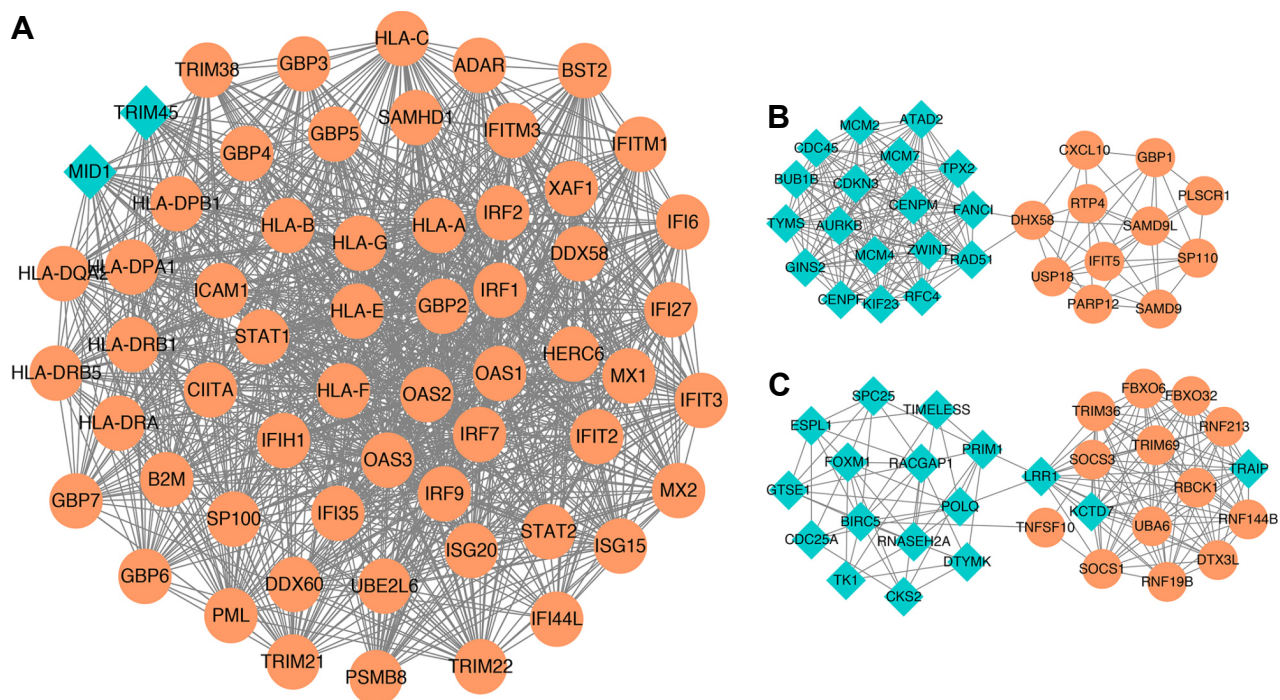 A
HLA-C
TRIM38
GBP3
ADAR
BST2
TRIM45
SAMHD1
IFITM3
GBP5
IFITM1
GBP4
MID1
XAF1
HLA-DPB1
HLA-B
HLA-G
HLA-A
IRF2
IFI6
DDX58
HLA-DQA2
HLA-DPA1
ICAM1
IRF1
HLA-E
GBP2
IFI27
STAT1
HLA-DRB1
HERC6
HLA-DRB5
CIITA
HLA-F
OAS2
OAS1
MX1
IFIT3
HLA-DRA
IFIH1
IRF7
IFIT2
OAS3
B2M
GBP7
IRF9
MX2
SP100
IFI35
STAT2
ISG15
ISG20
GBP6
DDX60
UBE2L6
PML
IFI44L
TRIM21
PSMB8
TRIM22
B
MCM2
ATAD2
CDC45
MCM7
TPX2
BUB1B
CDKN3
CENPM
FANCI
TYMS
AURKB
ZWINT
MCM4
RAD51
GINS2
CENPF
KIF23
RFC4
CXCL10
GBP1
PLSCR1
RTP4
DHX58
SAMD9L
IFIT5
SP110
USP18
PARP12
SAMD9
C
SPC25
TIMELESS
ESPL1
PRIM1
FOXM1
RACGAP1
GTSE1
POLQ
BIRC5
CDC25A
RNASEH2A
DTYMK
TK1
CKS2
FBXO6
FBXO32
TRIM36
RNF213
TRIM69
SOCS3
LRR1
TRAIP
RBCK1
KCTD7
TNFSF10
UBA6
RNF144B
SOCS1
DTX3L
RNF19B